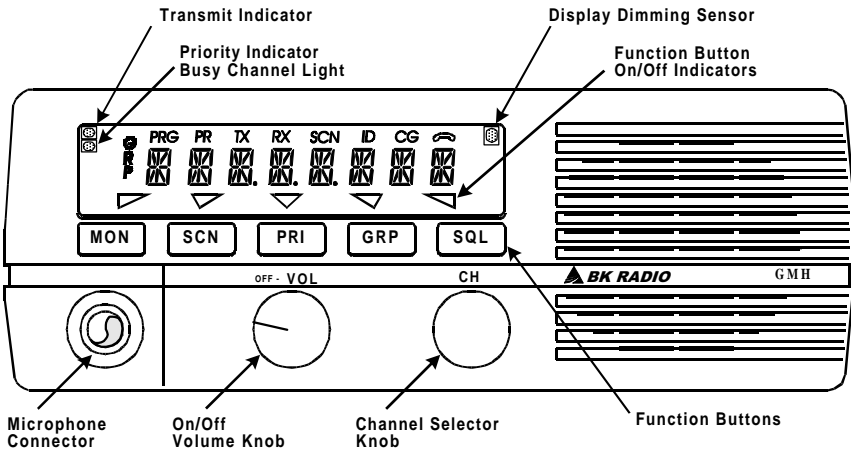 Transmit Indicator
Display Dimming Sensor
Priority Indicator
Busy Channel Light
Function Button
On/Off Indicators
PRG PR TX RX SCN ID CG
GRP
MON SCN PRI GRP SQL
OFF - VOL
CH
BK RADIO
GMH
Microphone
Connector
On/Off
Volume Knob
Channel Selector
Knob
Function Buttons